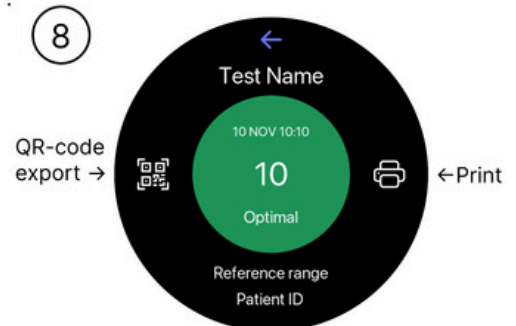 8
Test Name
10 NOV 10:10
10
Optimal
QR-code
export →
←Print
Reference range
Patient ID